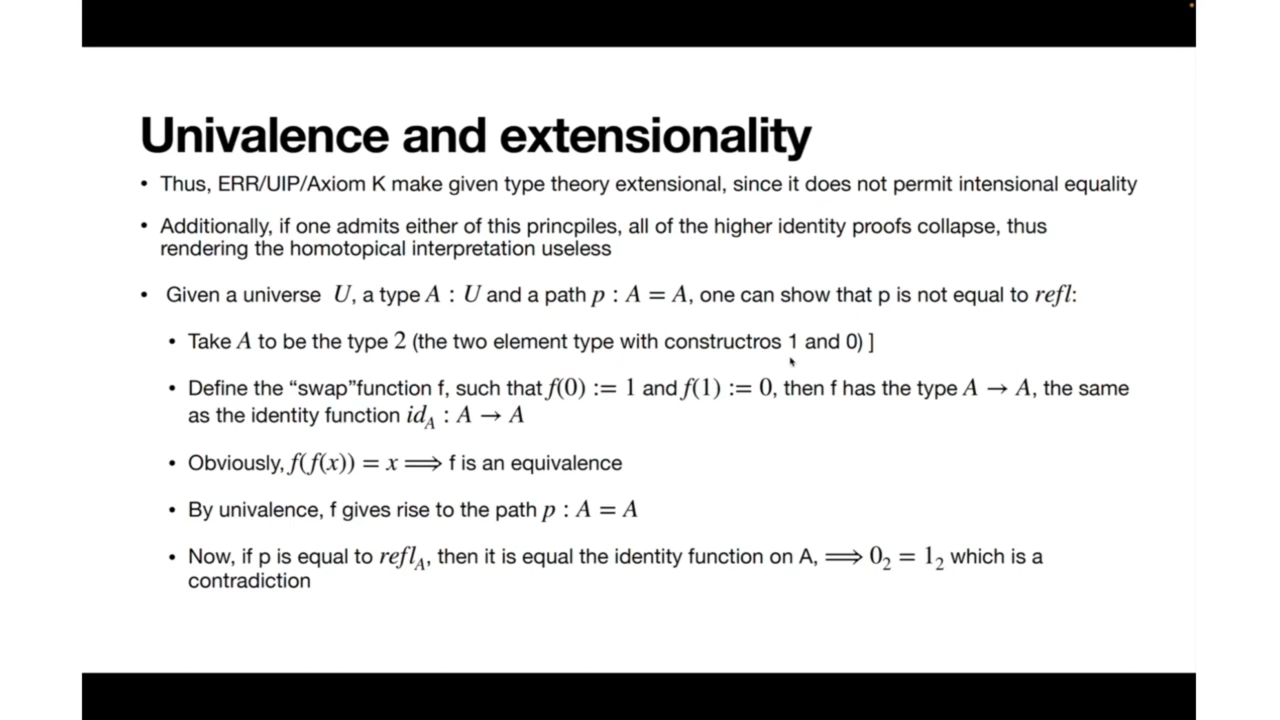 Univalence and extensionality
• Thus, ERR/UIP/Axiom K make given type theory extensional, since it does not permit intensional equality
• Additionally, if one admits either of this princpiles, all of the higher identity proofs collapse, thus
rendering the homotopical interpretation useless
• Given a universe U, a type A : U and a path p : A = A, one can show that p is not equal to refl:
• Take A to be the type 2 (the two element type with constructros 1 and 0) ]
• Define the “swap”function f, such that f(0) := 1 and f(1) := 0, then f has the type A → A, the same
as the identity function id_A : A → A
• Obviously, f(f(x)) = x ⟹ f is an equivalence
• By univalence, f gives rise to the path p : A = A
• Now, if p is equal to refl_A, then it is equal the identity function on A, ⟹ 0₂ = 1₂ which is a
contradiction